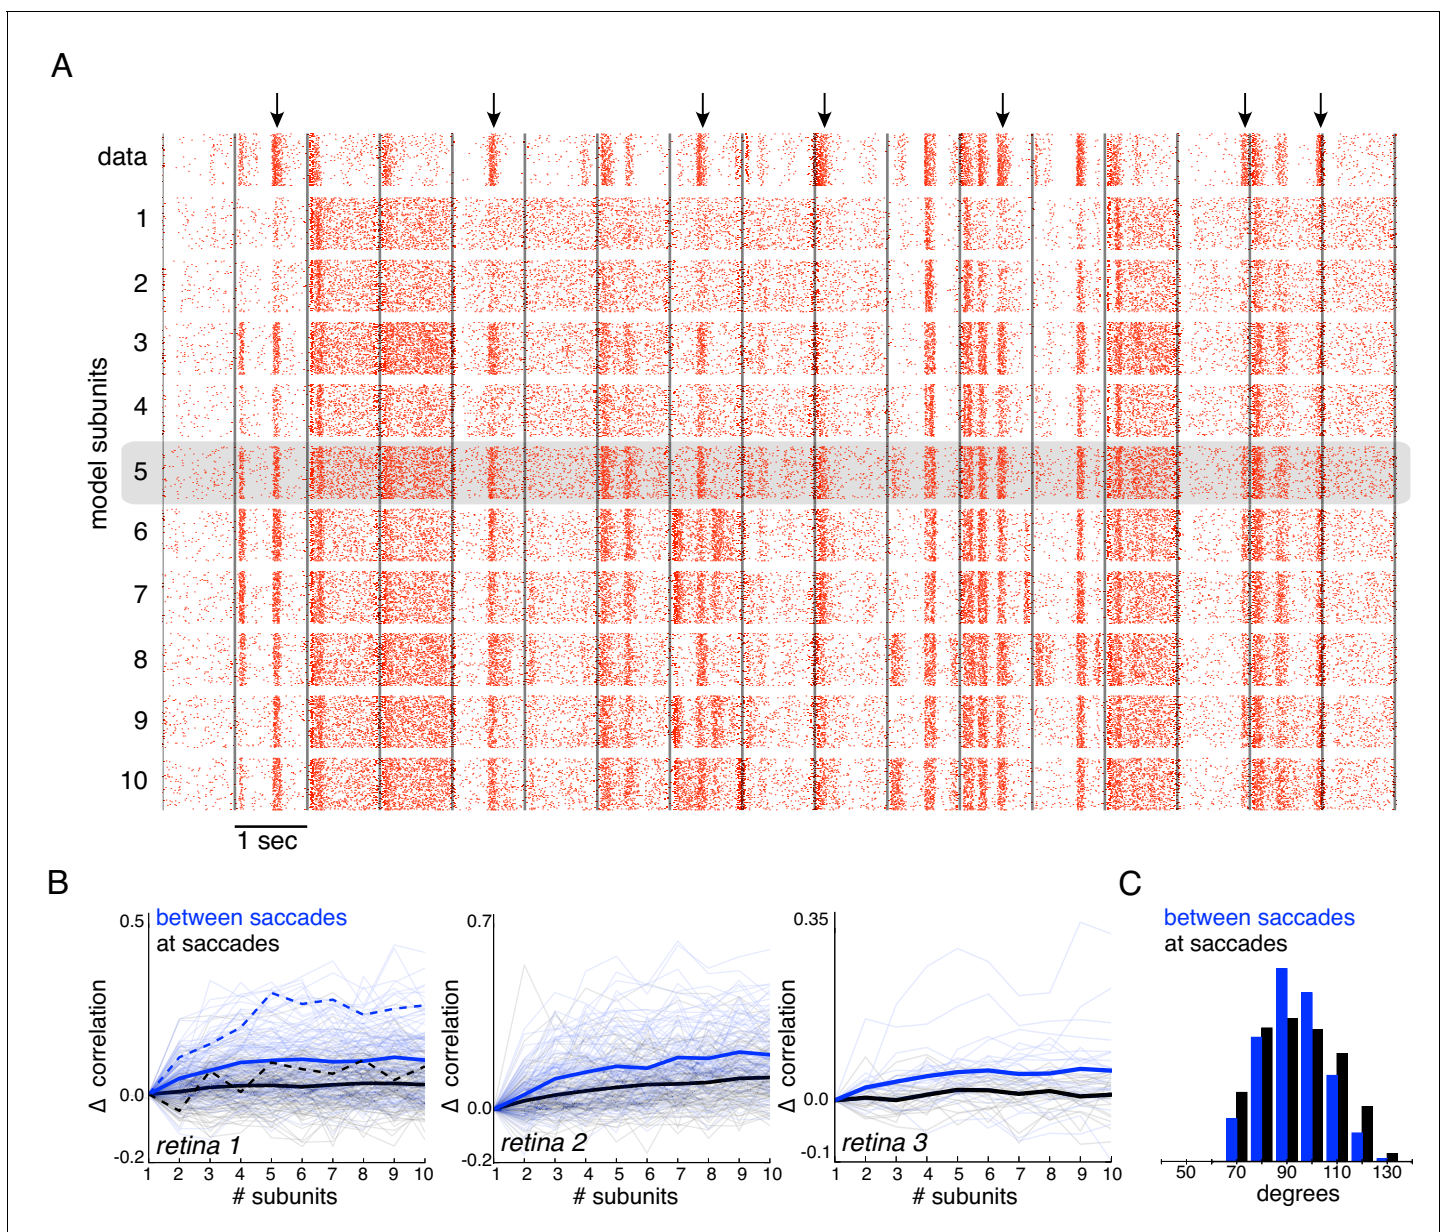 A
data
1
2
3
4
5
6
7
8
9
10
model subunits
1 sec
B
between saccades
at saccades
0.5
0.0
-0.2
Δ correlation
retina 1
1 2 3 4 5 6 7 8 9 10
# subunits
0.7
0.0
-0.2
Δ correlation
retina 2
1 2 3 4 5 6 7 8 9 10
# subunits
0.35
0.0
-0.1
Δ correlation
retina 3
1 2 3 4 5 6 7 8 9 10
# subunits
C
between saccades
at saccades
50 70 90 110 130
degrees